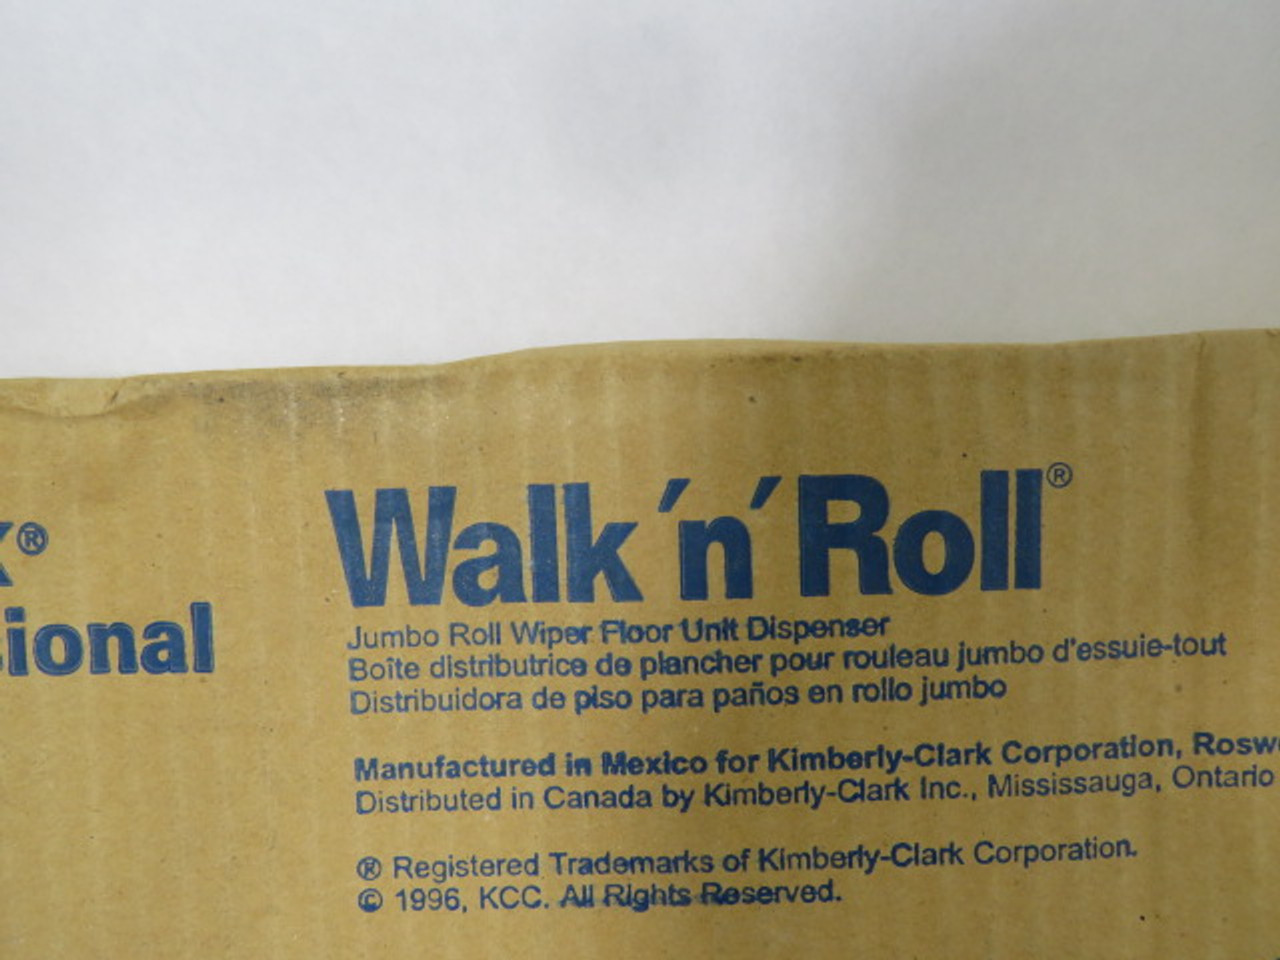 ®
ional
Walk 'n' Roll®
Jumbo Roll Wiper Floor Unit Dispenser
Boîte distributrice de plancher pour rouleau jumbo d'essuie-tout
Distribuidora de piso para paños en rollo jumbo
Manufactured in Mexico for Kimberly-Clark Corporation, Rosw
Distributed in Canada by Kimberly-Clark Inc., Mississauga, Ontario
® Registered Trademarks of Kimberly-Clark Corporation.
© 1996, KCC. All Rights Reserved.